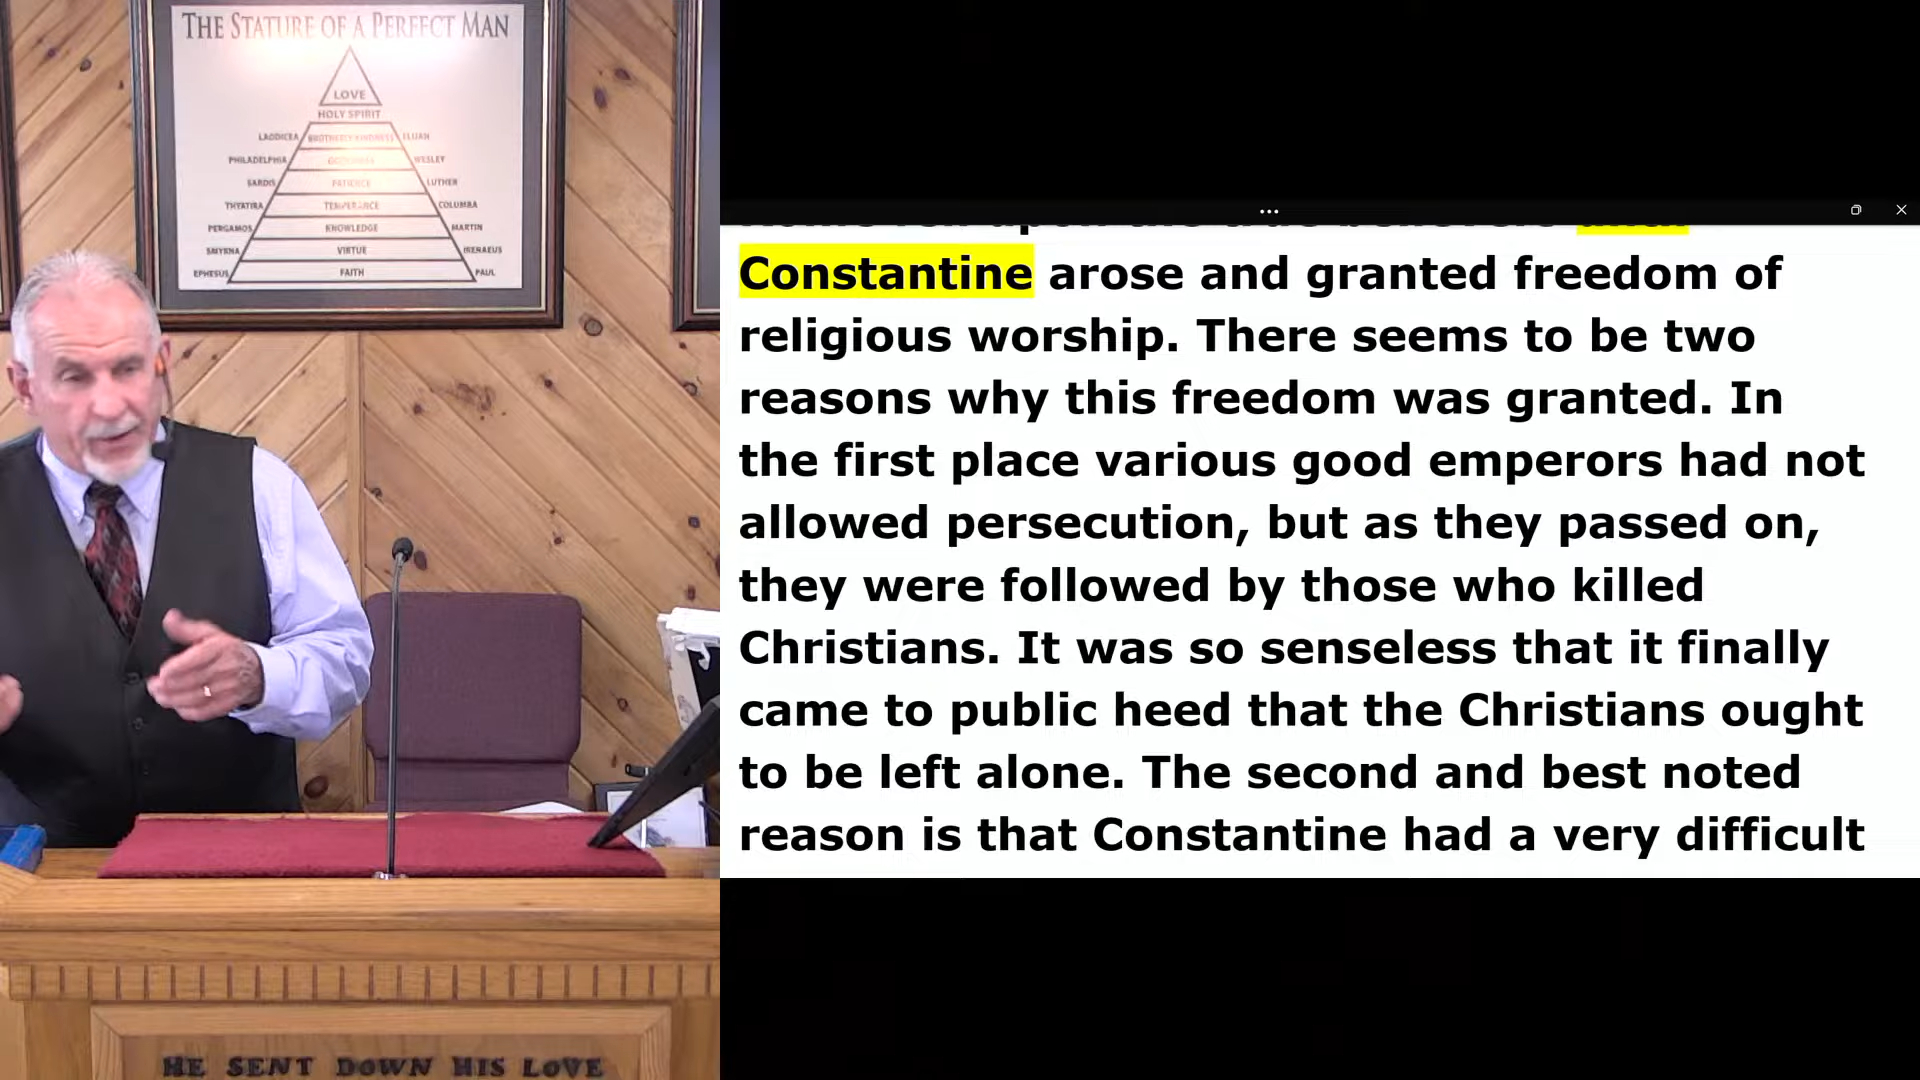 THE STATURE OF A PERFECT MAN
LOVE
HOLY SPIRIT
LAODICEA BROTHERLY KINDNESS ELIJAH
PHILADELPHIA GODLINESS WESLEY
SARDIS PATIENCE LUTHER
THYATIRA TEMPERANCE COLUMBA
PERGAMOS KNOWLEDGE MARTIN
SMYRNA VIRTUE IRENAEUS
EPHESUS FAITH PAUL
HE SENT DOWN HIS LOVE
Constantine arose and granted freedom of
religious worship. There seems to be two
reasons why this freedom was granted. In
the first place various good emperors had not
allowed persecution, but as they passed on,
they were followed by those who killed
Christians. It was so senseless that it finally
came to public heed that the Christians ought
to be left alone. The second and best noted
reason is that Constantine had a very difficult